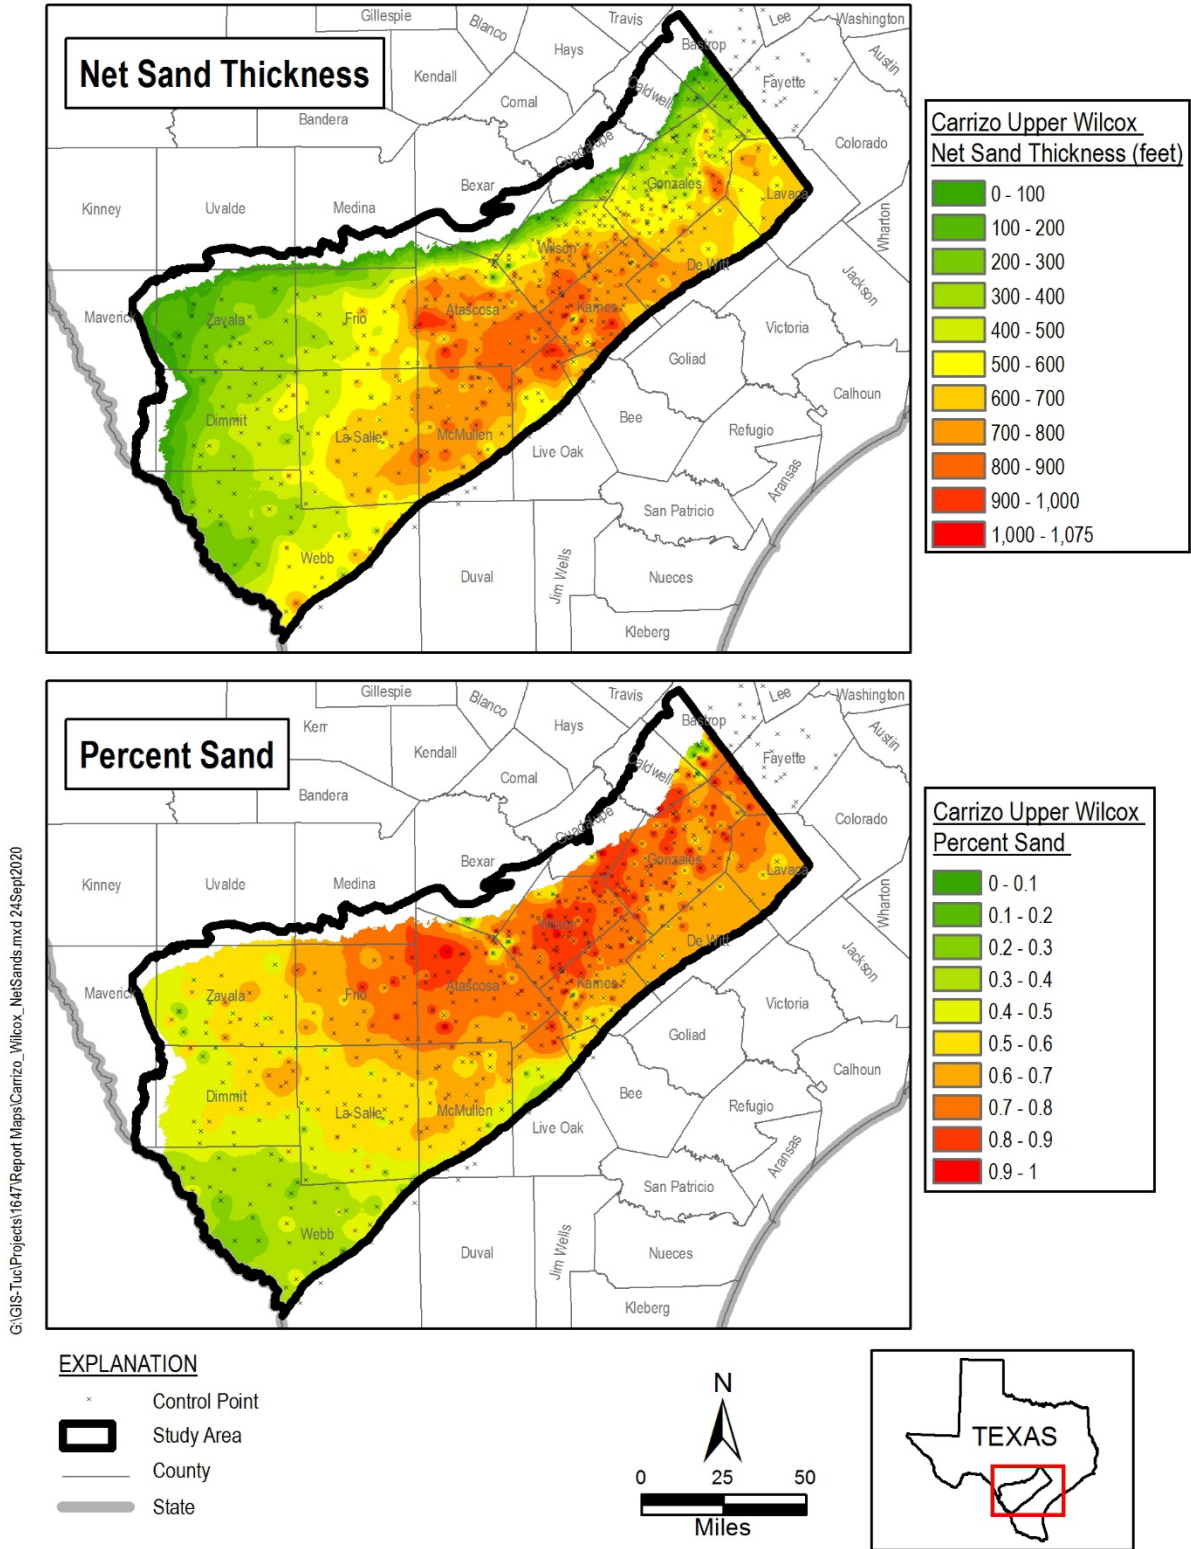 Net Sand Thickness
Gillespie
Blanco
Travis
Lee
Washington
Hays
Bastrop
Austin
Kendall
Fayette
Caldwell
Comal
Bandera
Guadalupe
Colorado
Bexar
Gonzales
Lavaca
Kinney
Uvalde
Medina
Wharton
Wilson
De Witt
Jackson
Maverick
Zavala
Frio
Atascosa
Karnes
Victoria
Goliad
Calhoun
Dimmit
Bee
Refugio
La Salle
McMullen
Live Oak
Aransas
San Patricio
Webb
Duval
Jim Wells
Nueces
Kleberg
Carrizo Upper Wilcox
Net Sand Thickness (feet)
0 - 100
100 - 200
200 - 300
300 - 400
400 - 500
500 - 600
600 - 700
700 - 800
800 - 900
900 - 1,000
1,000 - 1,075
Percent Sand
Gillespie
Blanco
Travis
Lee
Washington
Kerr
Hays
Bastrop
Austin
Kendall
Fayette
Caldwell
Comal
Bandera
Guadalupe
Colorado
Bexar
Gonzales
Lavaca
Kinney
Uvalde
Medina
Wharton
Wilson
De Witt
Jackson
Maverick
Zavala
Frio
Atascosa
Karnes
Victoria
Goliad
Calhoun
Dimmit
Bee
Refugio
La Salle
McMullen
Live Oak
Aransas
San Patricio
Webb
Duval
Jim Wells
Nueces
Kleberg
Carrizo Upper Wilcox
Percent Sand
0 - 0.1
0.1 - 0.2
0.2 - 0.3
0.3 - 0.4
0.4 - 0.5
0.5 - 0.6
0.6 - 0.7
0.7 - 0.8
0.8 - 0.9
0.9 - 1
G:\GIS-Tuc\Projects\1647\Report Maps\Carrizo_Wilcox_NetSands.mxd 24Sept2020
EXPLANATION
Control Point
Study Area
County
State
N
0 25 50
Miles
TEXAS